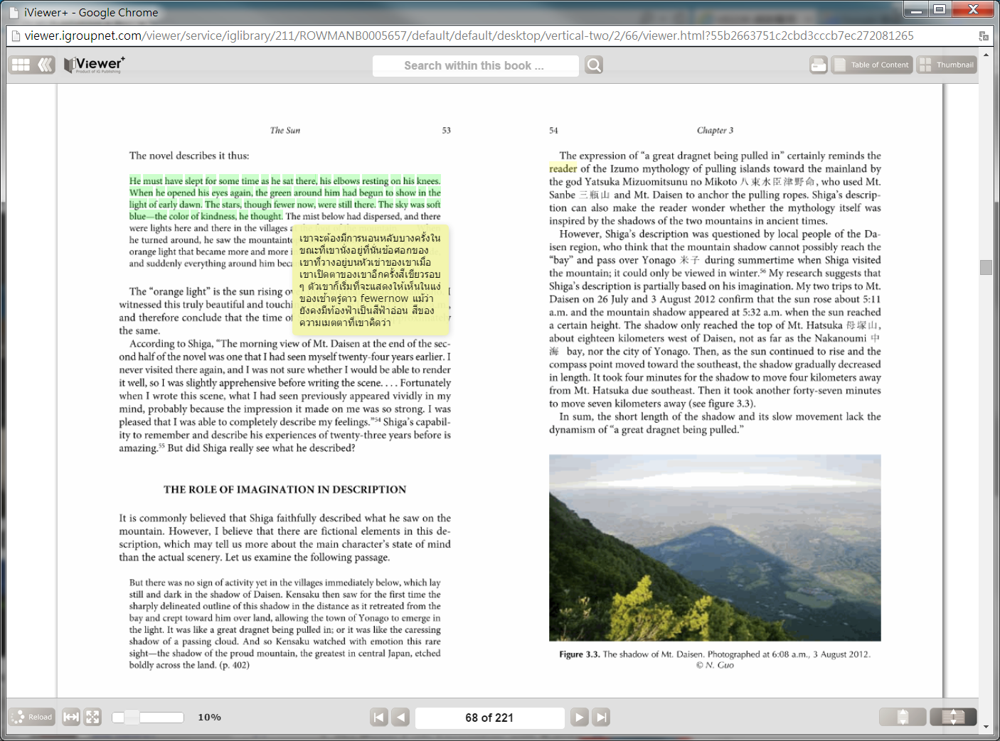 iViewer+ - Google Chrome
viewer.igroupnet.com/viewer/service/iglibrary/211/ROWMANB0005657/default/default/desktop/vertical-two/2/66/viewer.html?55b2663751c2cbd3cccb7ec272081265
iViewer+
Product of iG Publishing
Search within this book ...
Table of Content
Thumbnail
The Sun 53
The novel describes it thus:
He must have slept for some time as he sat there, his elbows resting on his knees.
When he opened his eyes again, the green around him had begun to show in the
light of early dawn. The stars, though fewer now, were still there. The sky was soft
blue—the color of kindness, he thought. The mist below had dispersed, and there
were lights here and there in the villages
he turned around, he saw the
orange light that became more and more
and suddenly everything around him
เขาจะต้องมีการนอนหลับบางครั้งใน
ขณะที่เขานั่งอยู่ที่นั่นข้อศอกของ
เขาที่วางอยู่บนหัวเข่าของเขาเมื่อ
เขาเปิดตาของเขาอีกครั้งสีเขียวรอบ
ๆ ตัวเขาก็เริ่มที่จะแสดงให้เห็นในแง่
ของเช้าตรู่ดาว fewernow แม้ว่า
ยังคงมีท้องฟ้าเป็นสีฟ้าอ่อน สีของ
ความเมตตาที่เขาคิดว่า
The “orange light” is the sun rising I
witnessed this truly beautiful and
and therefore conclude that the time of
the same.
According to Shiga, “The morning view of Mt. Daisen at the end of the sec-
ond half of the novel was one that I had seen myself twenty-four years earlier. I
never visited there again, and I was not sure whether I would be able to render
it well, so I was slightly apprehensive before writing the scene. . . . Fortunately
when I wrote this scene, what I had seen previously appeared vividly in my
mind, probably because the impression it made on me was so strong. I was
pleased that I was able to completely describe my feelings.”54 Shiga’s capabil-
ity to remember and describe his experiences of twenty-three years before is
amazing.55 But did Shiga really see what he described?
THE ROLE OF IMAGINATION IN DESCRIPTION
It is commonly believed that Shiga faithfully described what he saw on the
mountain. However, I believe that there are fictional elements in this de-
scription, which may tell us more about the main character’s state of mind
than the actual scenery. Let us examine the following passage.
But there was no sign of activity yet in the villages immediately below, which lay
still and dark in the shadow of Daisen. Kensaku then saw for the first time the
sharply delineated outline of this shadow in the distance as it retreated from the
bay and crept toward him over land, allowing the town of Yonago to emerge in
the light. It was like a great dragnet being pulled in; or it was like the caressing
shadow of a passing cloud. And so Kensaku watched with emotion this rare
sight—the shadow of the proud mountain, the greatest in central Japan, etched
boldly across the land. (p. 402)
54 Chapter 3
The expression of “a great dragnet being pulled in” certainly reminds the
reader of the Izumo mythology of pulling islands toward the mainland by
the god Yatsuka Mizuomitsunu no Mikoto 八束水臣津野命, who used Mt.
Sanbe 三瓶山 and Mt. Daisen to anchor the pulling ropes. Shiga’s descrip-
tion can also make the reader wonder whether the mythology itself was
inspired by the shadows of the two mountains in ancient times.
However, Shiga’s description was questioned by local people of the Da-
isen region, who think that the mountain shadow cannot possibly reach the
“bay” and pass over Yonago 米子 during summertime when Shiga visited
the mountain; it could only be viewed in winter.56 My research suggests that
Shiga’s description is partially based on his imagination. My two trips to Mt.
Daisen on 26 July and 3 August 2012 confirm that the sun rose about 5:11
a.m. and the mountain shadow appeared at 5:32 a.m. when the sun reached
a certain height. The shadow only reached the top of Mt. Hatsuka 母塚山,
about eighteen kilometers west of Daisen, not as far as the Nakanoumi 中
海 bay, nor the city of Yonago. Then, as the sun continued to rise and the
compass point moved toward the southeast, the shadow gradually decreased
in length. It took four minutes for the shadow to move four kilometers away
from Mt. Hatsuka due southeast. Then it took another forty-seven minutes
to move seven kilometers away (see figure 3.3).
In sum, the short length of the shadow and its slow movement lack the
dynamism of “a great dragnet being pulled.”
Figure 3.3. The shadow of Mt. Daisen. Photographed at 6:08 a.m., 3 August 2012.
© N. Guo
Reload
10%
68 of 221